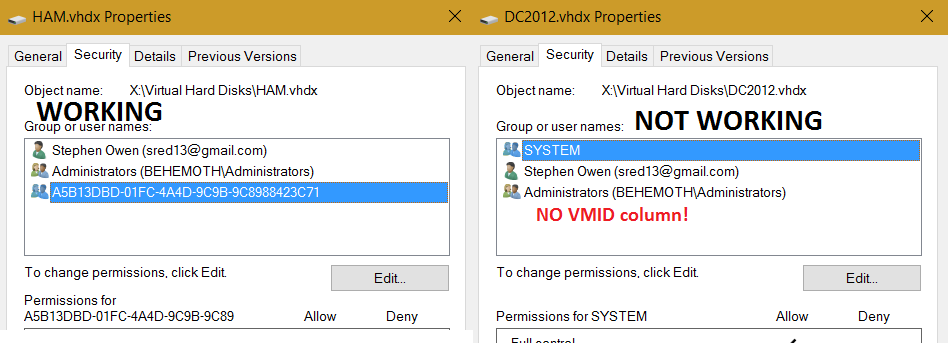 HAM.vhdx Properties
General Security Details Previous Versions
Object name: X:\Virtual Hard Disks\HAM.vhdx
WORKING
Group or user names:
Stephen Owen (sred13@gmail.com)
Administrators (BEHEMOTH\Administrators)
A5B13DBD-01FC-4A4D-9C9B-9C8988423C71
To change permissions, click Edit.
Edit...
Permissions for
A5B13DBD-01FC-4A4D-9C9B-9C89 Allow Deny
DC2012.vhdx Properties
General Security Details Previous Versions
Object name: X:\Virtual Hard Disks\DC2012.vhdx
Group or user names: NOT WORKING
SYSTEM
Stephen Owen (sred13@gmail.com)
Administrators (BEHEMOTH\Administrators)
NO VMID column!
To change permissions, click Edit.
Edit...
Permissions for SYSTEM Allow Deny
Full control